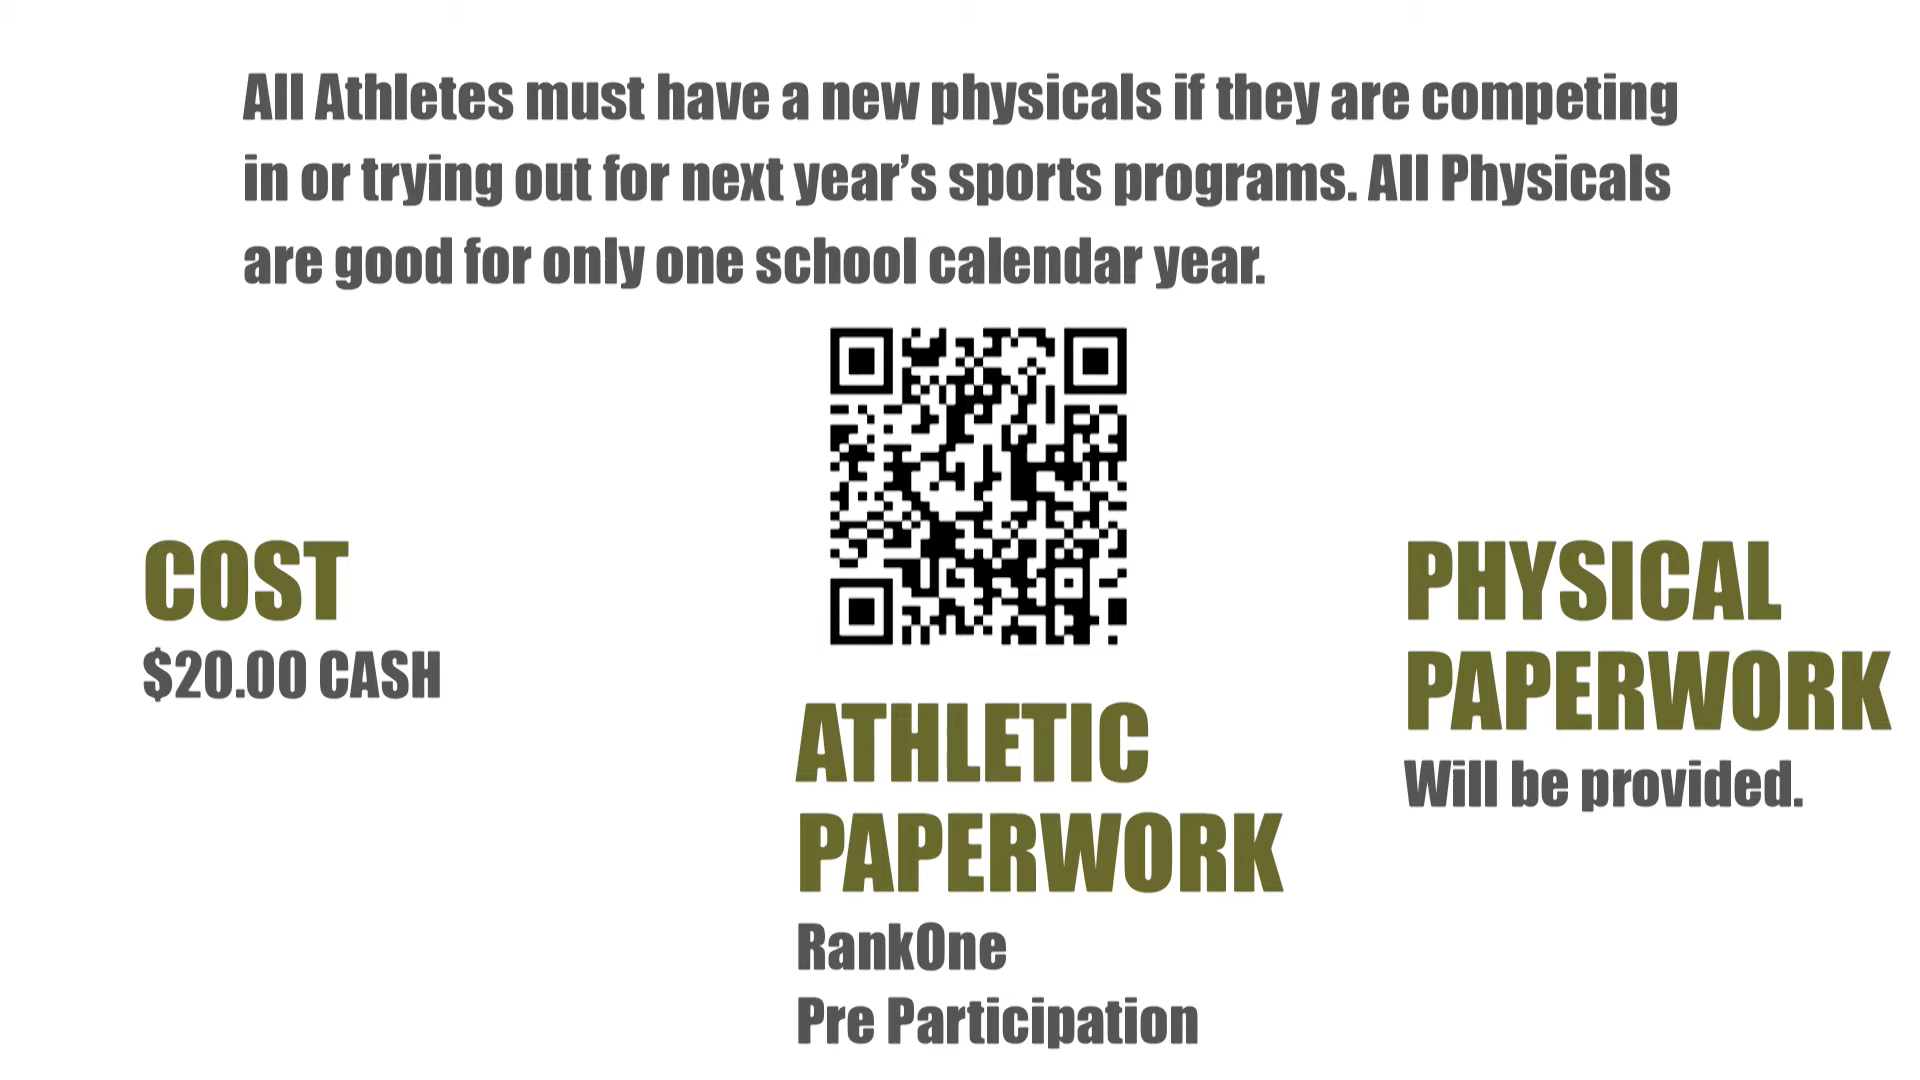 All Athletes must have a new physicals if they are competing
in or trying out for next year’s sports programs. All Physicals
are good for only one school calendar year.
COST
$20.00 CASH
ATHLETIC
PAPERWORK
RankOne
Pre Participation
PHYSICAL
PAPERWORK
Will be provided.